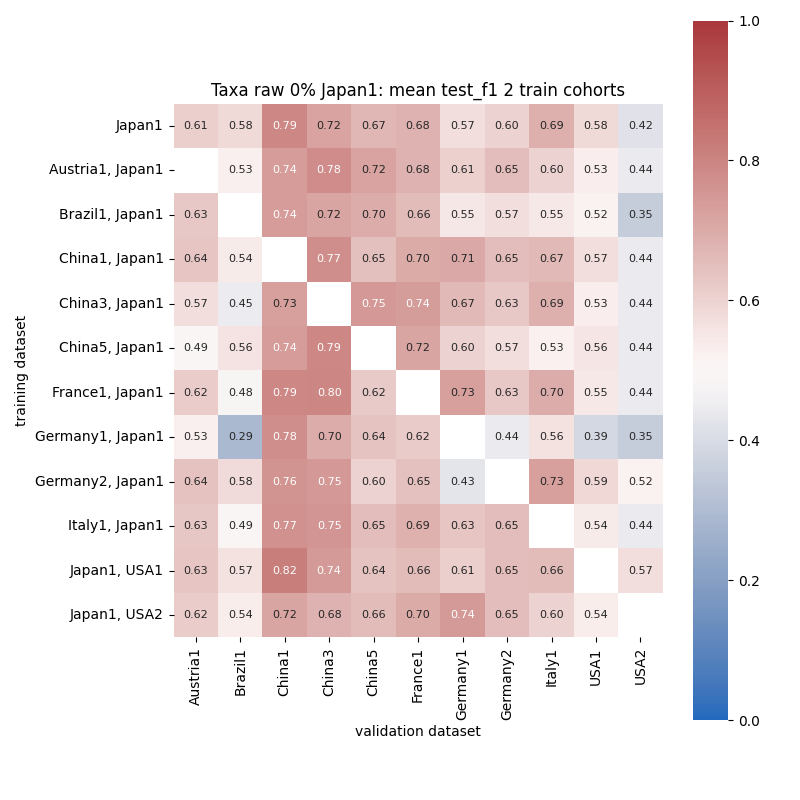 Taxa raw 0% Japan1: mean test_f1 2 train cohorts
Japan1 0.61 0.58 0.79 0.72 0.67 0.68 0.57 0.60 0.69 0.58 0.42
Austria1, Japan1 0.53 0.74 0.78 0.72 0.68 0.61 0.65 0.60 0.53 0.44
Brazil1, Japan1 0.63 0.74 0.72 0.70 0.66 0.55 0.57 0.55 0.52 0.35
China1, Japan1 0.64 0.54 0.77 0.65 0.70 0.71 0.65 0.67 0.57 0.44
China3, Japan1 0.57 0.45 0.73 0.75 0.74 0.67 0.63 0.69 0.53 0.44
China5, Japan1 0.49 0.56 0.74 0.79 0.72 0.60 0.57 0.53 0.56 0.44
France1, Japan1 0.62 0.48 0.79 0.80 0.62 0.73 0.63 0.70 0.55 0.44
Germany1, Japan1 0.53 0.29 0.78 0.70 0.64 0.62 0.44 0.56 0.39 0.35
Germany2, Japan1 0.64 0.58 0.76 0.75 0.60 0.65 0.43 0.73 0.59 0.52
Italy1, Japan1 0.63 0.49 0.77 0.75 0.65 0.69 0.63 0.65 0.54 0.44
Japan1, USA1 0.63 0.57 0.82 0.74 0.64 0.66 0.61 0.65 0.66 0.57
Japan1, USA2 0.62 0.54 0.72 0.68 0.66 0.70 0.74 0.65 0.60 0.54
Austria1 Brazil1 China1 China3 China5 France1 Germany1 Germany2 Italy1 USA1 USA2
validation dataset
training dataset
1.0
0.8
0.6
0.4
0.2
0.0